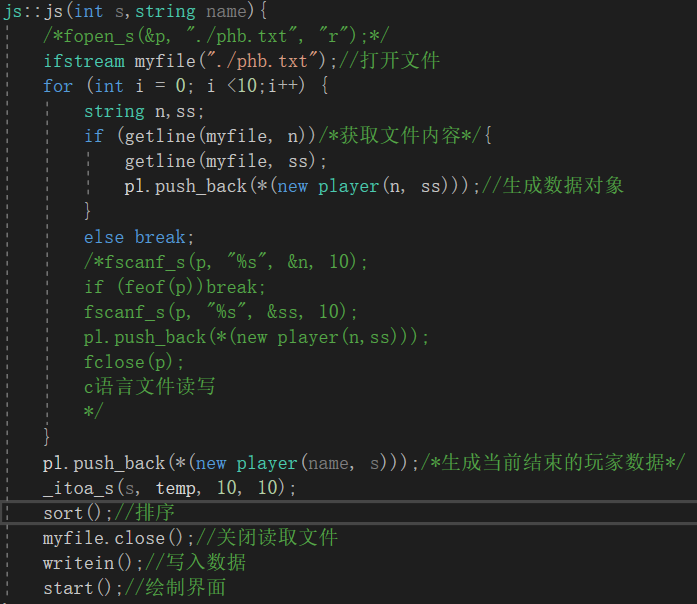 js::js(int s,string name){
/*fopen_s(&p, "./phb.txt", "r");*/
ifstream myfile("./phb.txt");//打开文件
for (int i = 0; i <10;i++) {
string n,ss;
if (getline(myfile, n))/*获取文件内容*/{
getline(myfile, ss);
pl.push_back(*(new player(n, ss)));//生成数据对象
}
else break;
/*fscanf_s(p, "%s", &n, 10);
if (feof(p))break;
fscanf_s(p, "%s", &ss, 10);
pl.push_back(*(new player(n,ss)));
fclose(p);
c语言文件读写
*/
}
pl.push_back(*(new player(name, s)));/*生成当前结束的玩家数据*/
_itoa_s(s, temp, 10, 10);
sort();//排序
myfile.close();//关闭读取文件
writein();//写入数据
start();//绘制界面